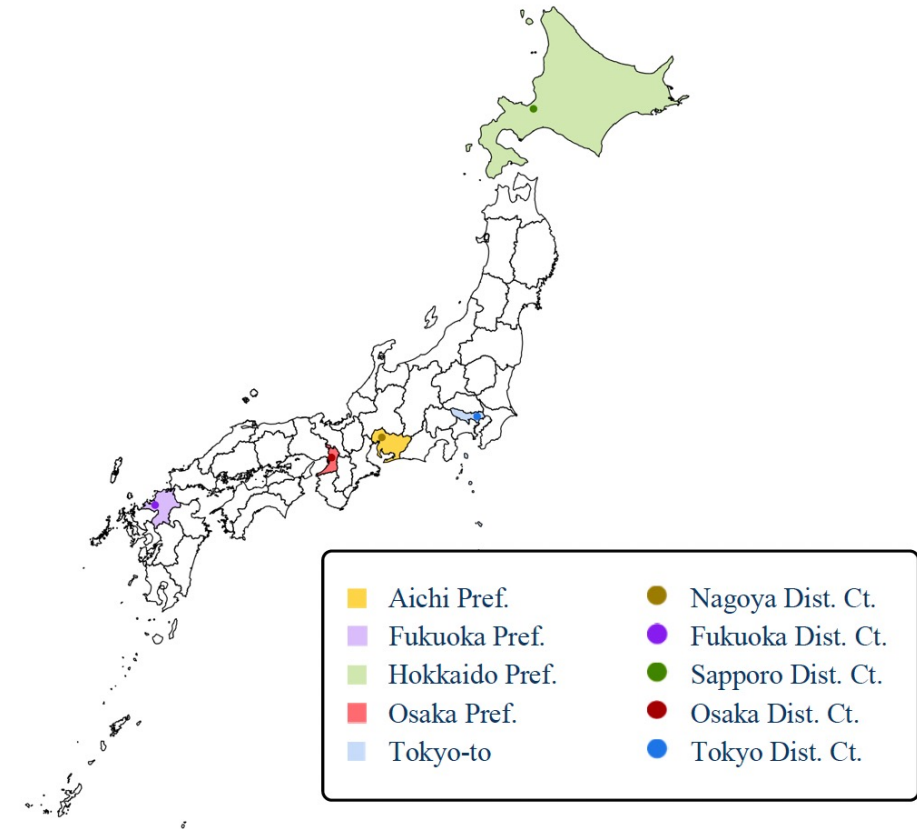 Aichi Pref.
Fukuoka Pref.
Hokkaido Pref.
Osaka Pref.
Tokyo-to
Nagoya Dist. Ct.
Fukuoka Dist. Ct.
Sapporo Dist. Ct.
Osaka Dist. Ct.
Tokyo Dist. Ct.